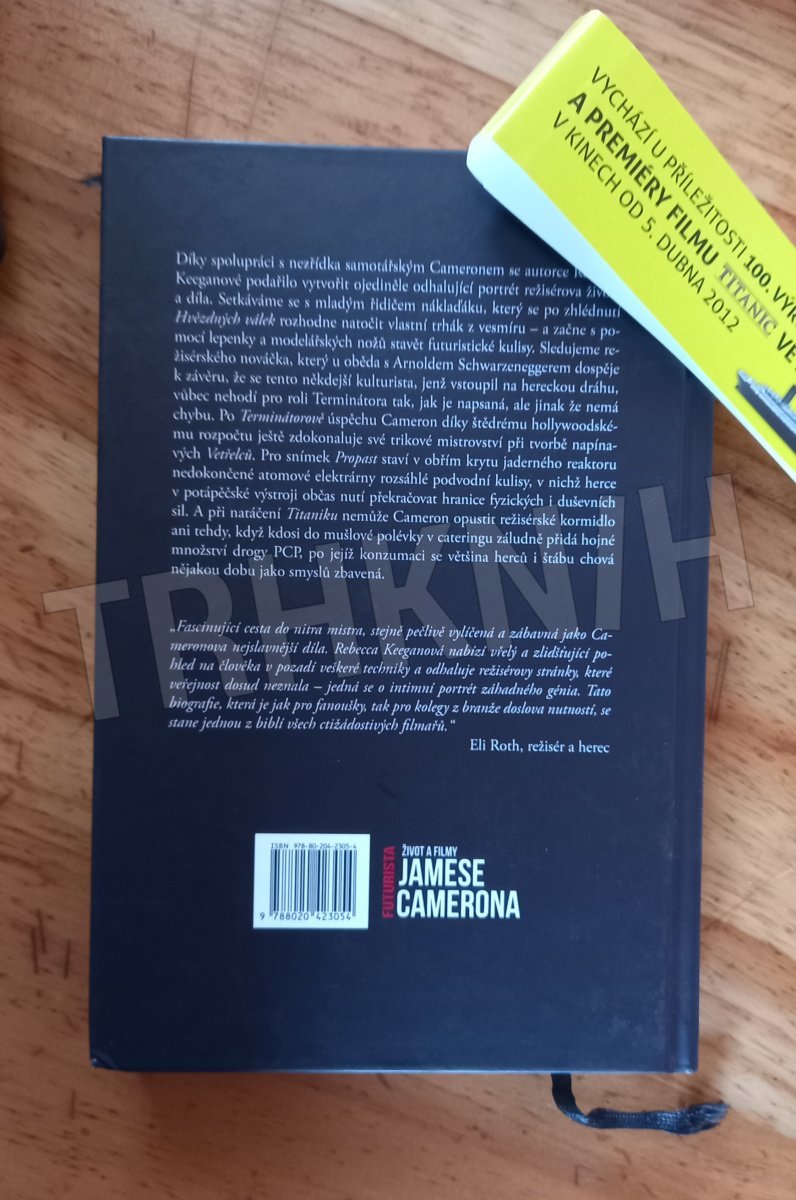 VYCHÁZÍ U PŘÍLEŽITOSTI 100. VÝR
A PREMIÉRY FILMU TITANIC VE
V KINECH OD 5. DUBNA 2012
Díky spolupráci s nezřídka samotářským Cameronem se autorce
Keeganové podařilo vytvořit ojediněle odhalující portrét režisérova
a díla. Setkáváme se s mladým řidičem náklaďáku, který se po zhlédnutí
Hvězdných válek rozhodne natočit vlastní trhák z vesmíru – a začne s po-
mocí lepenky a modelářských nožů stavět futuristické kulisy. Sledujeme re-
žisérského nováčka, který u oběda s Arnoldem Schwarzeneggerem dospěje
k závěru, že se tento někdejší kulturista, jenž vstoupil na hereckou dráhu,
vůbec nehodí pro roli Terminátora tak, jak je napsaná, ale jinak že nemá
chybu. Po Terminátorově úspěchu Cameron díky štědrému hollywoodské-
mu rozpočtu ještě zdokonaluje své trikové mistrovství při tvorbě napína-
vých Vetřelců. Pro snímek Propast staví v obřím krytu jaderného reaktoru
nedokončené atomové elektrárny rozsáhlé podvodní kulisy, v nichž herce
v potápěčské výstroji občas nutí překračovat hranice fyzických i duševních
sil. A při natáčení Titaniku nemůže Cameron opustit režisérské kormidlo
ani tehdy, když kdosi do mušlové polévky v cateringu záludně přidá hojné
množství drogy PCP, po jejíž konzumaci se většina herců i štábu chová
nějakou dobu jako smyslů zbavená.
TRHKNIH
„Fascinující cesta do nitra mistra, stejně pečlivě vylíčená a zábavná jako Ca-
meronova nejslavnější díla. Rebecca Keeganová nabízí vřelý a zlidšťující po-
hled na člověka v pozadí veškeré techniky a odhaluje režisérovy stránky, které
veřejnost dosud neznala – jedná se o intimní portrét záhadného génia. Tato
biografie, která je jak pro fanoušky, tak pro kolegy z branže doslova nutností, se
stane jednou z biblí všech ctižádostivých filmařů.“
Eli Roth, režisér a herec
ISBN 978-80-204-2305-4
9 788020 423054
FUTURISTA
ŽIVOT A FILMY
JAMESE
CAMERONA